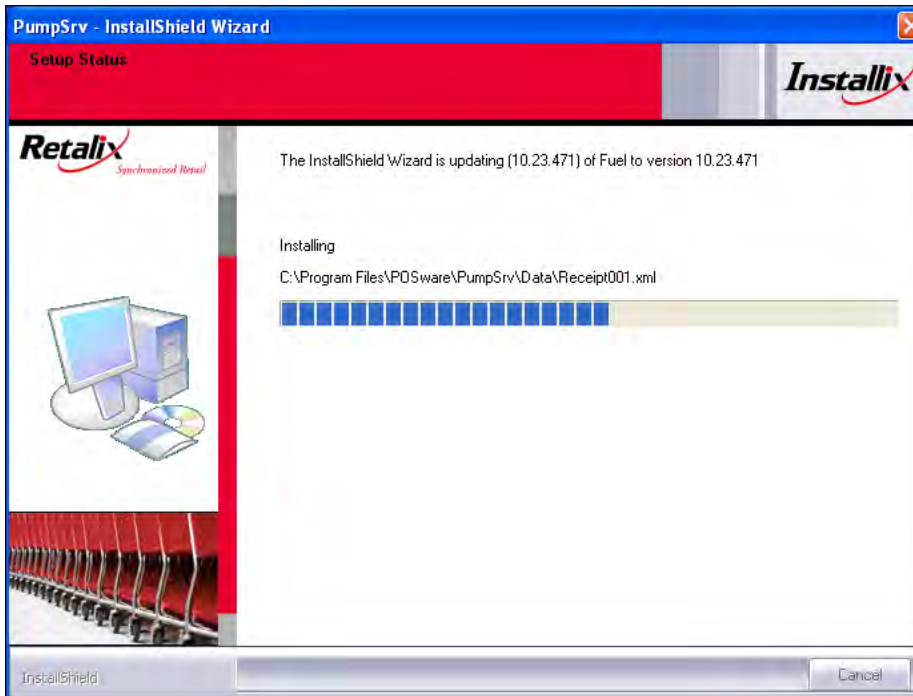 PumpSrv - InstallShield Wizard
Setup Status
Installix
Retalix
Synchronized Retail
The InstallShield Wizard is updating (10.23.471) of Fuel to version 10.23.471
Installing
C:\Program Files\POSware\PumpSrv\Data\Receipt001.xml
InstallShield
Cancel